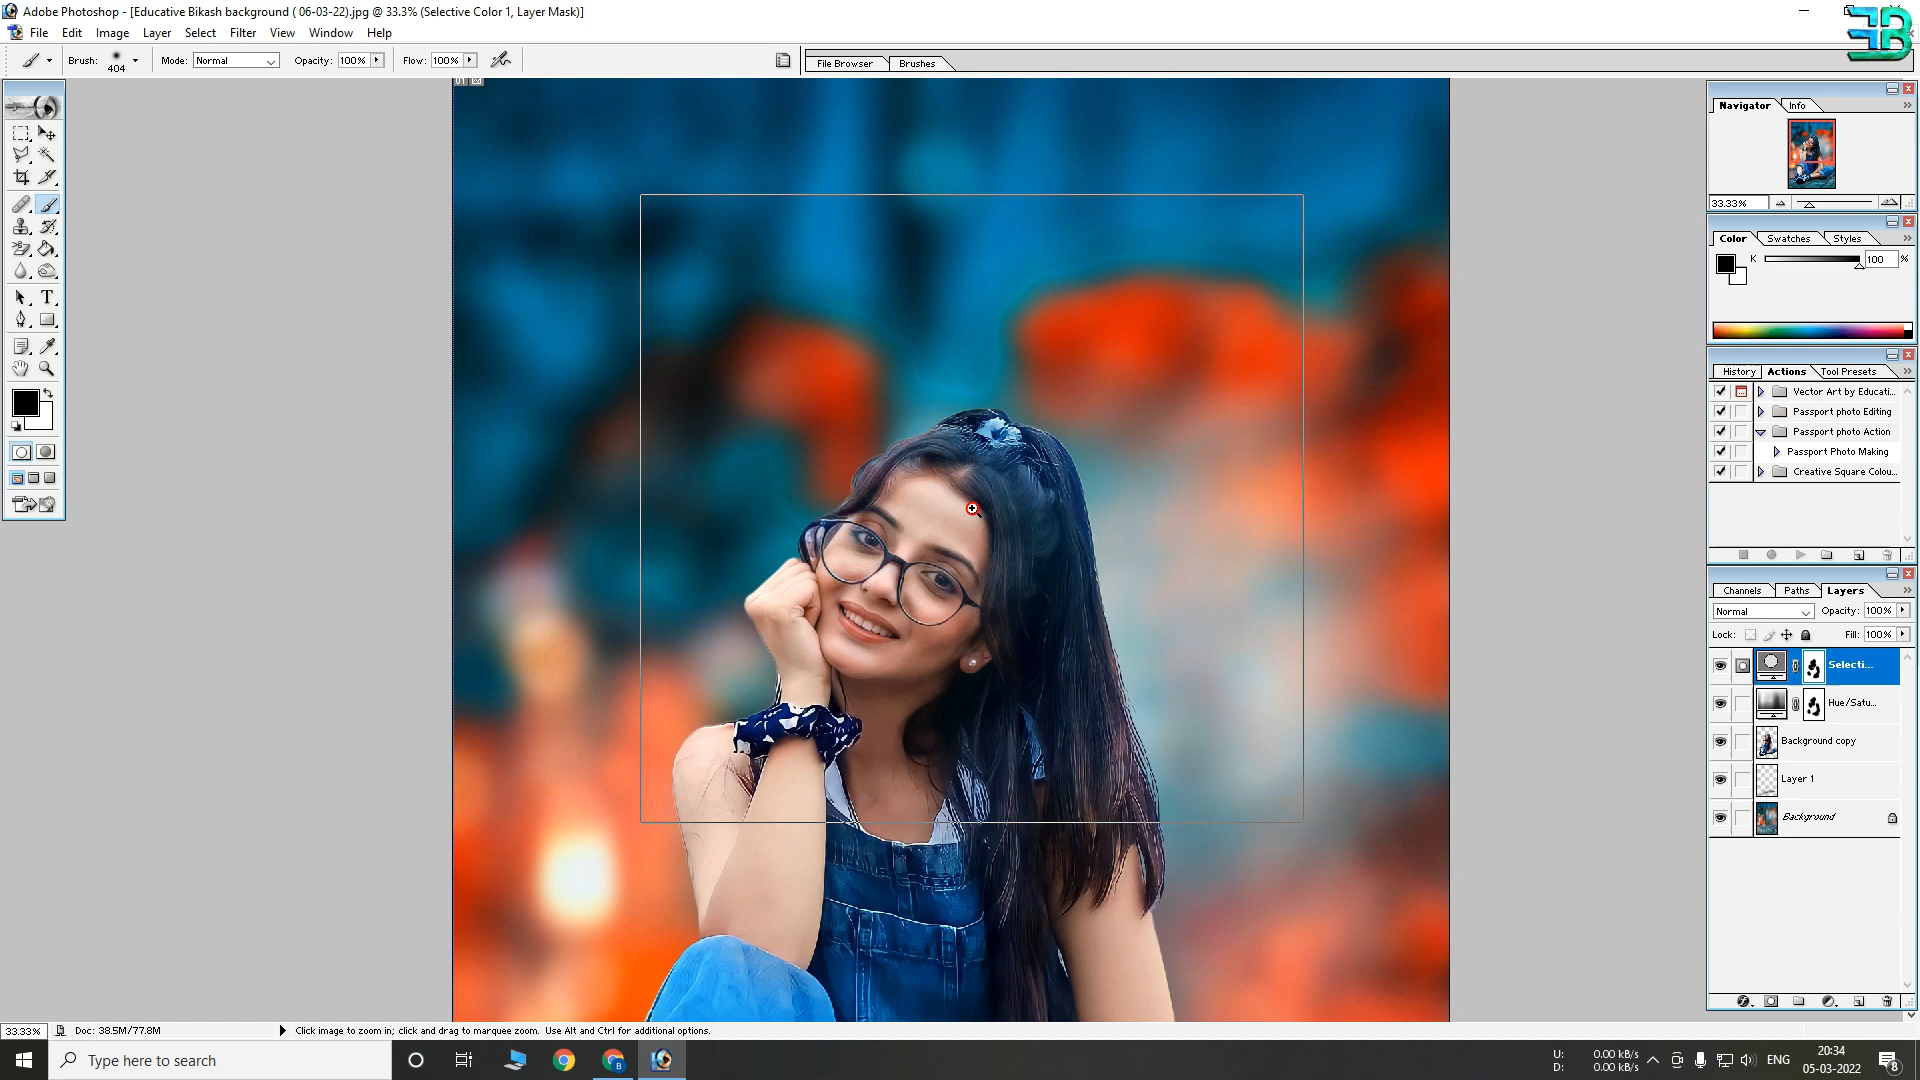 Adobe Photoshop - [Educative Bikash background ( 06-03-22).jpg @ 33.3% (Selective Color 1, Layer Mask)]
File Edit Image Layer Select Filter View Window Help
Brush: 404 Mode: Normal Opacity: 100% Flow: 100% File Browser Brushes
EB
01
Navigator Info
33.33%
Color Swatches Styles
K 100 %
History Actions Tool Presets
Vector Art by Educati...
Passport photo Editing
Passport photo Action
Passport Photo Making
Creative Square Colou...
Channels Paths Layers
Normal Opacity: 100%
Lock: Fill: 100%
Selecti...
Hue/Satu...
Background copy
Layer 1
Background
33.33% Doc: 38.5M/77.8M Click image to zoom in; click and drag to marquee zoom. Use Alt and Ctrl for additional options.
Type here to search
U: 0.00 kB/s
D: 0.00 kB/s
ENG
20:34
05-03-2022
8